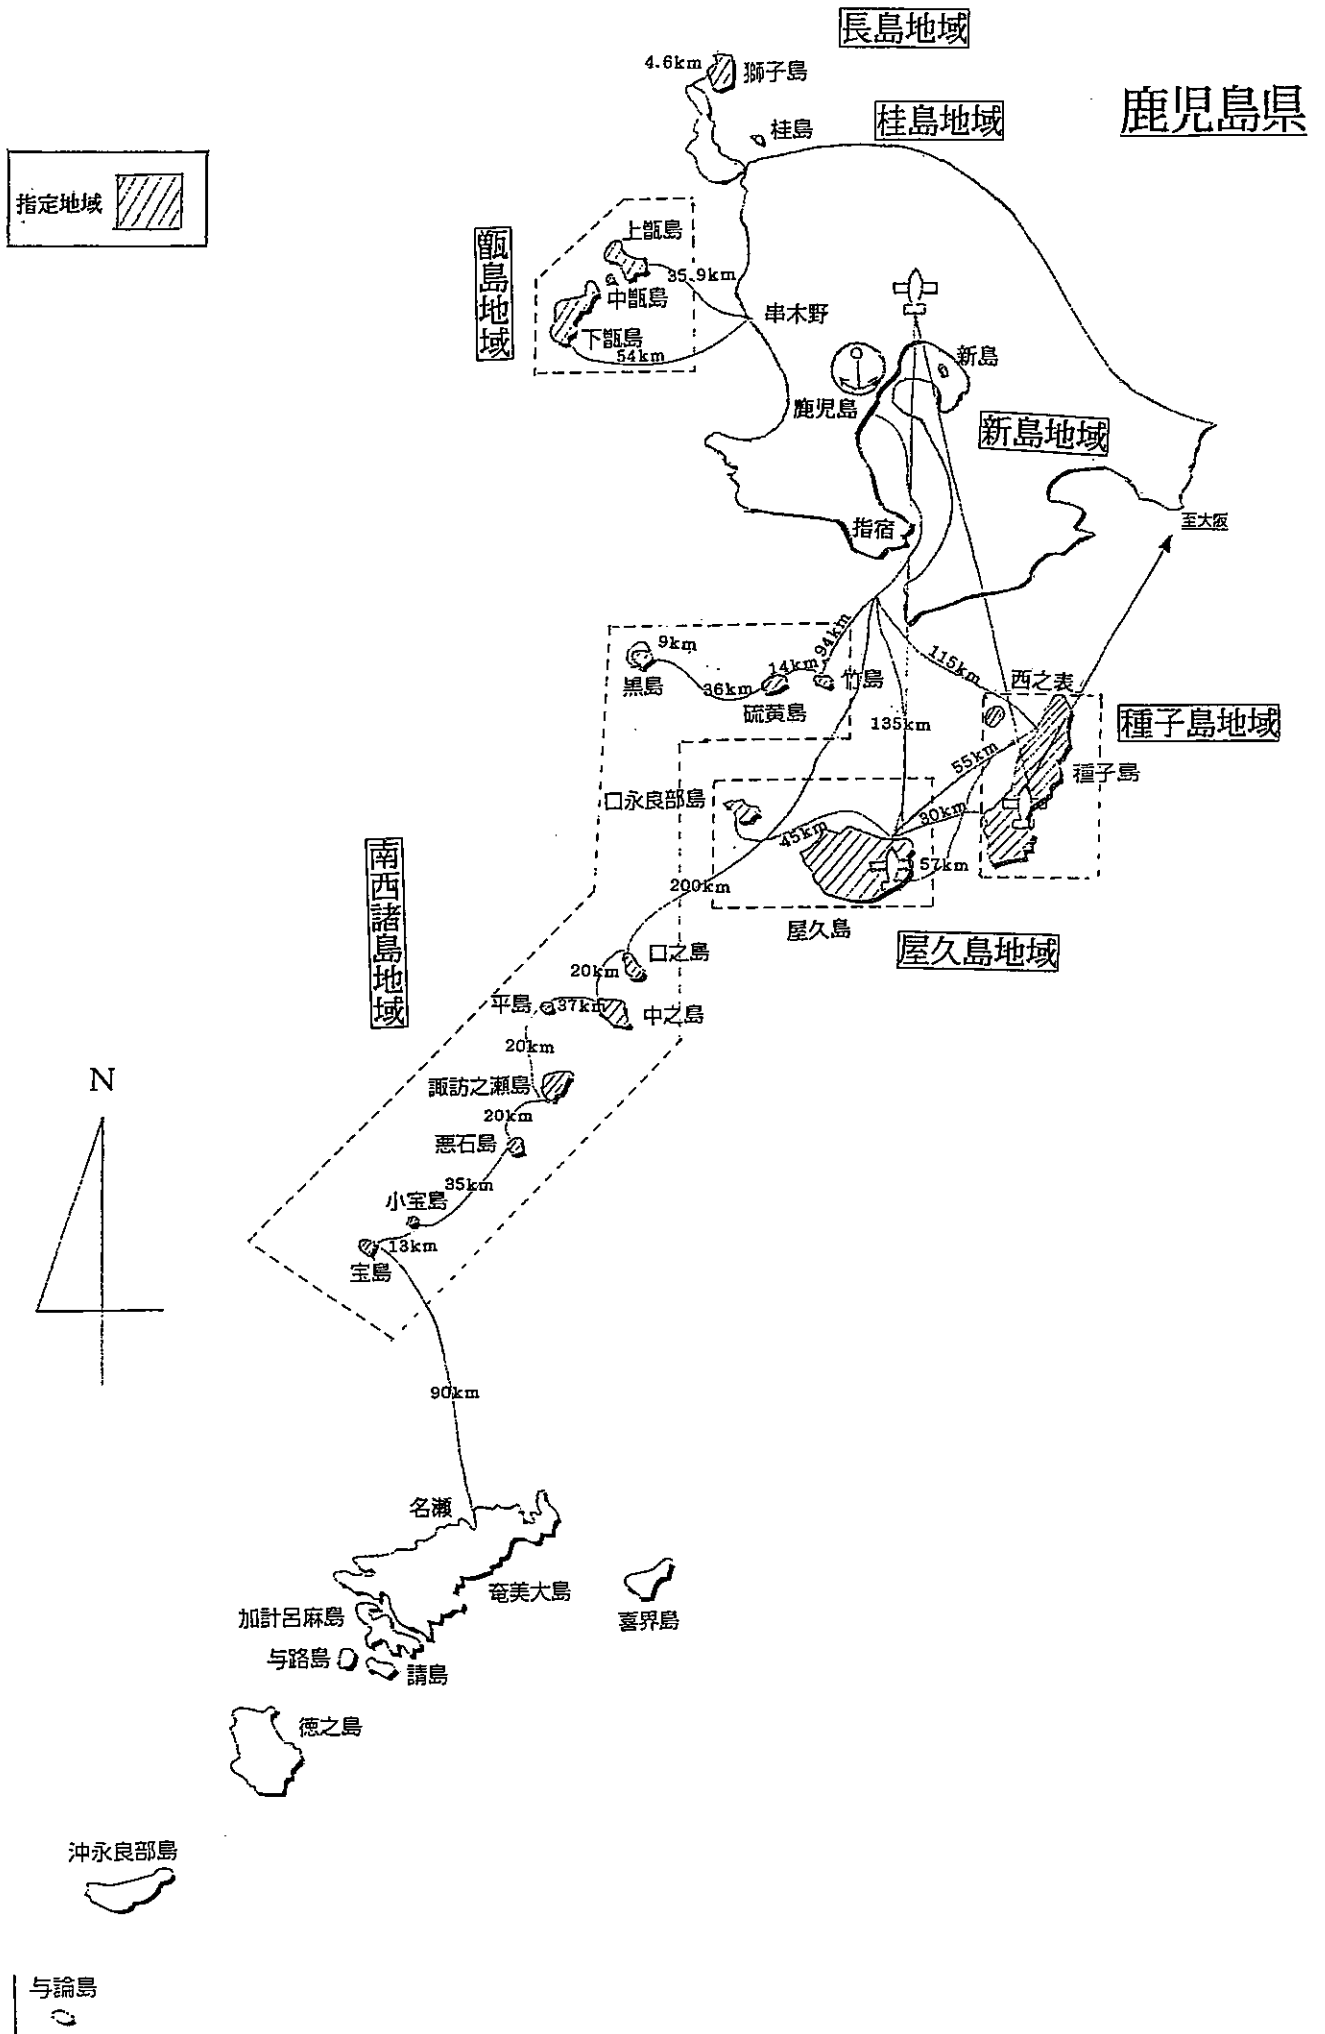 長島地域
4.6km
獅子島
鹿児島県
桂島地域
桂島
指定地域
甑島地域
上甑島
35.9km
中甑島
下甑島
54km
串木野
新島
鹿児島
新島地域
指宿
至大阪
9km
黒島
36km
14km
硫黄島
94km
竹島
115km
西之表
種子島地域
135km
55km
種子島
口永良部島
45km
30km
57km
200km
屋久島
屋久島地域
南西諸島地域
口之島
20km
平島
37km
中之島
20km
諏訪之瀬島
20km
悪石島
35km
小宝島
13km
宝島
N
90km
名瀬
奄美大島
喜界島
加計呂麻島
与路島
請島
徳之島
沖永良部島
与論島